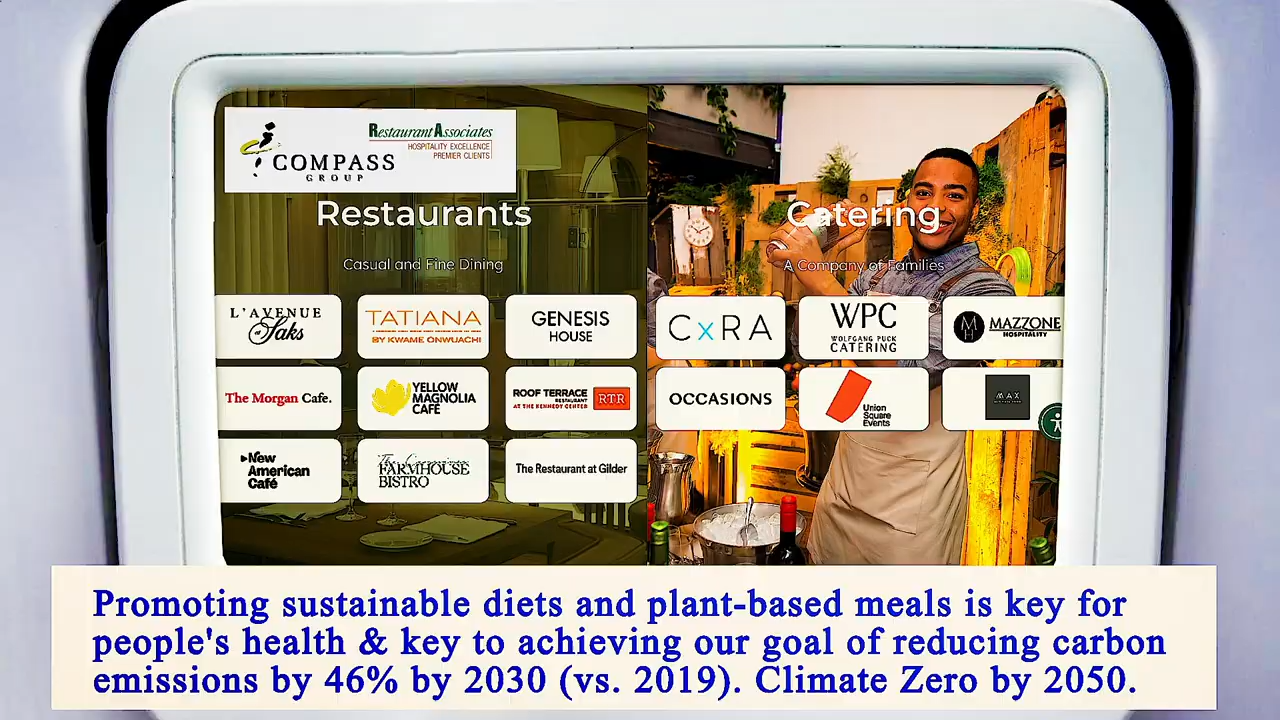 COMPASS
GROUP
Restaurant Associates
HOSPITALITY EXCELLENCE
PREMIER CLIENTS
Restaurants
Casual and Fine Dining
L'AVENUE
at Saks
TATIANA
BY KWAME ONWUACHI
GENESIS
HOUSE
The Morgan Cafe.
YELLOW
MAGNOLIA
CAFÉ
ROOF TERRACE
RESTAURANT
AT THE KENNEDY CENTER
RTR
New
American
Café
FARMHOUSE
BISTRO
The Restaurant at Gilder
Catering
A Company of Families
CxRA
WPC
WOLFGANG PUCK
CATERING
MH
MAZZONE
HOSPITALITY
OCCASIONS
Union
Square
Events
MAX
Promoting sustainable diets and plant-based meals is key for
people's health & key to achieving our goal of reducing carbon
emissions by 46% by 2030 (vs. 2019). Climate Zero by 2050.